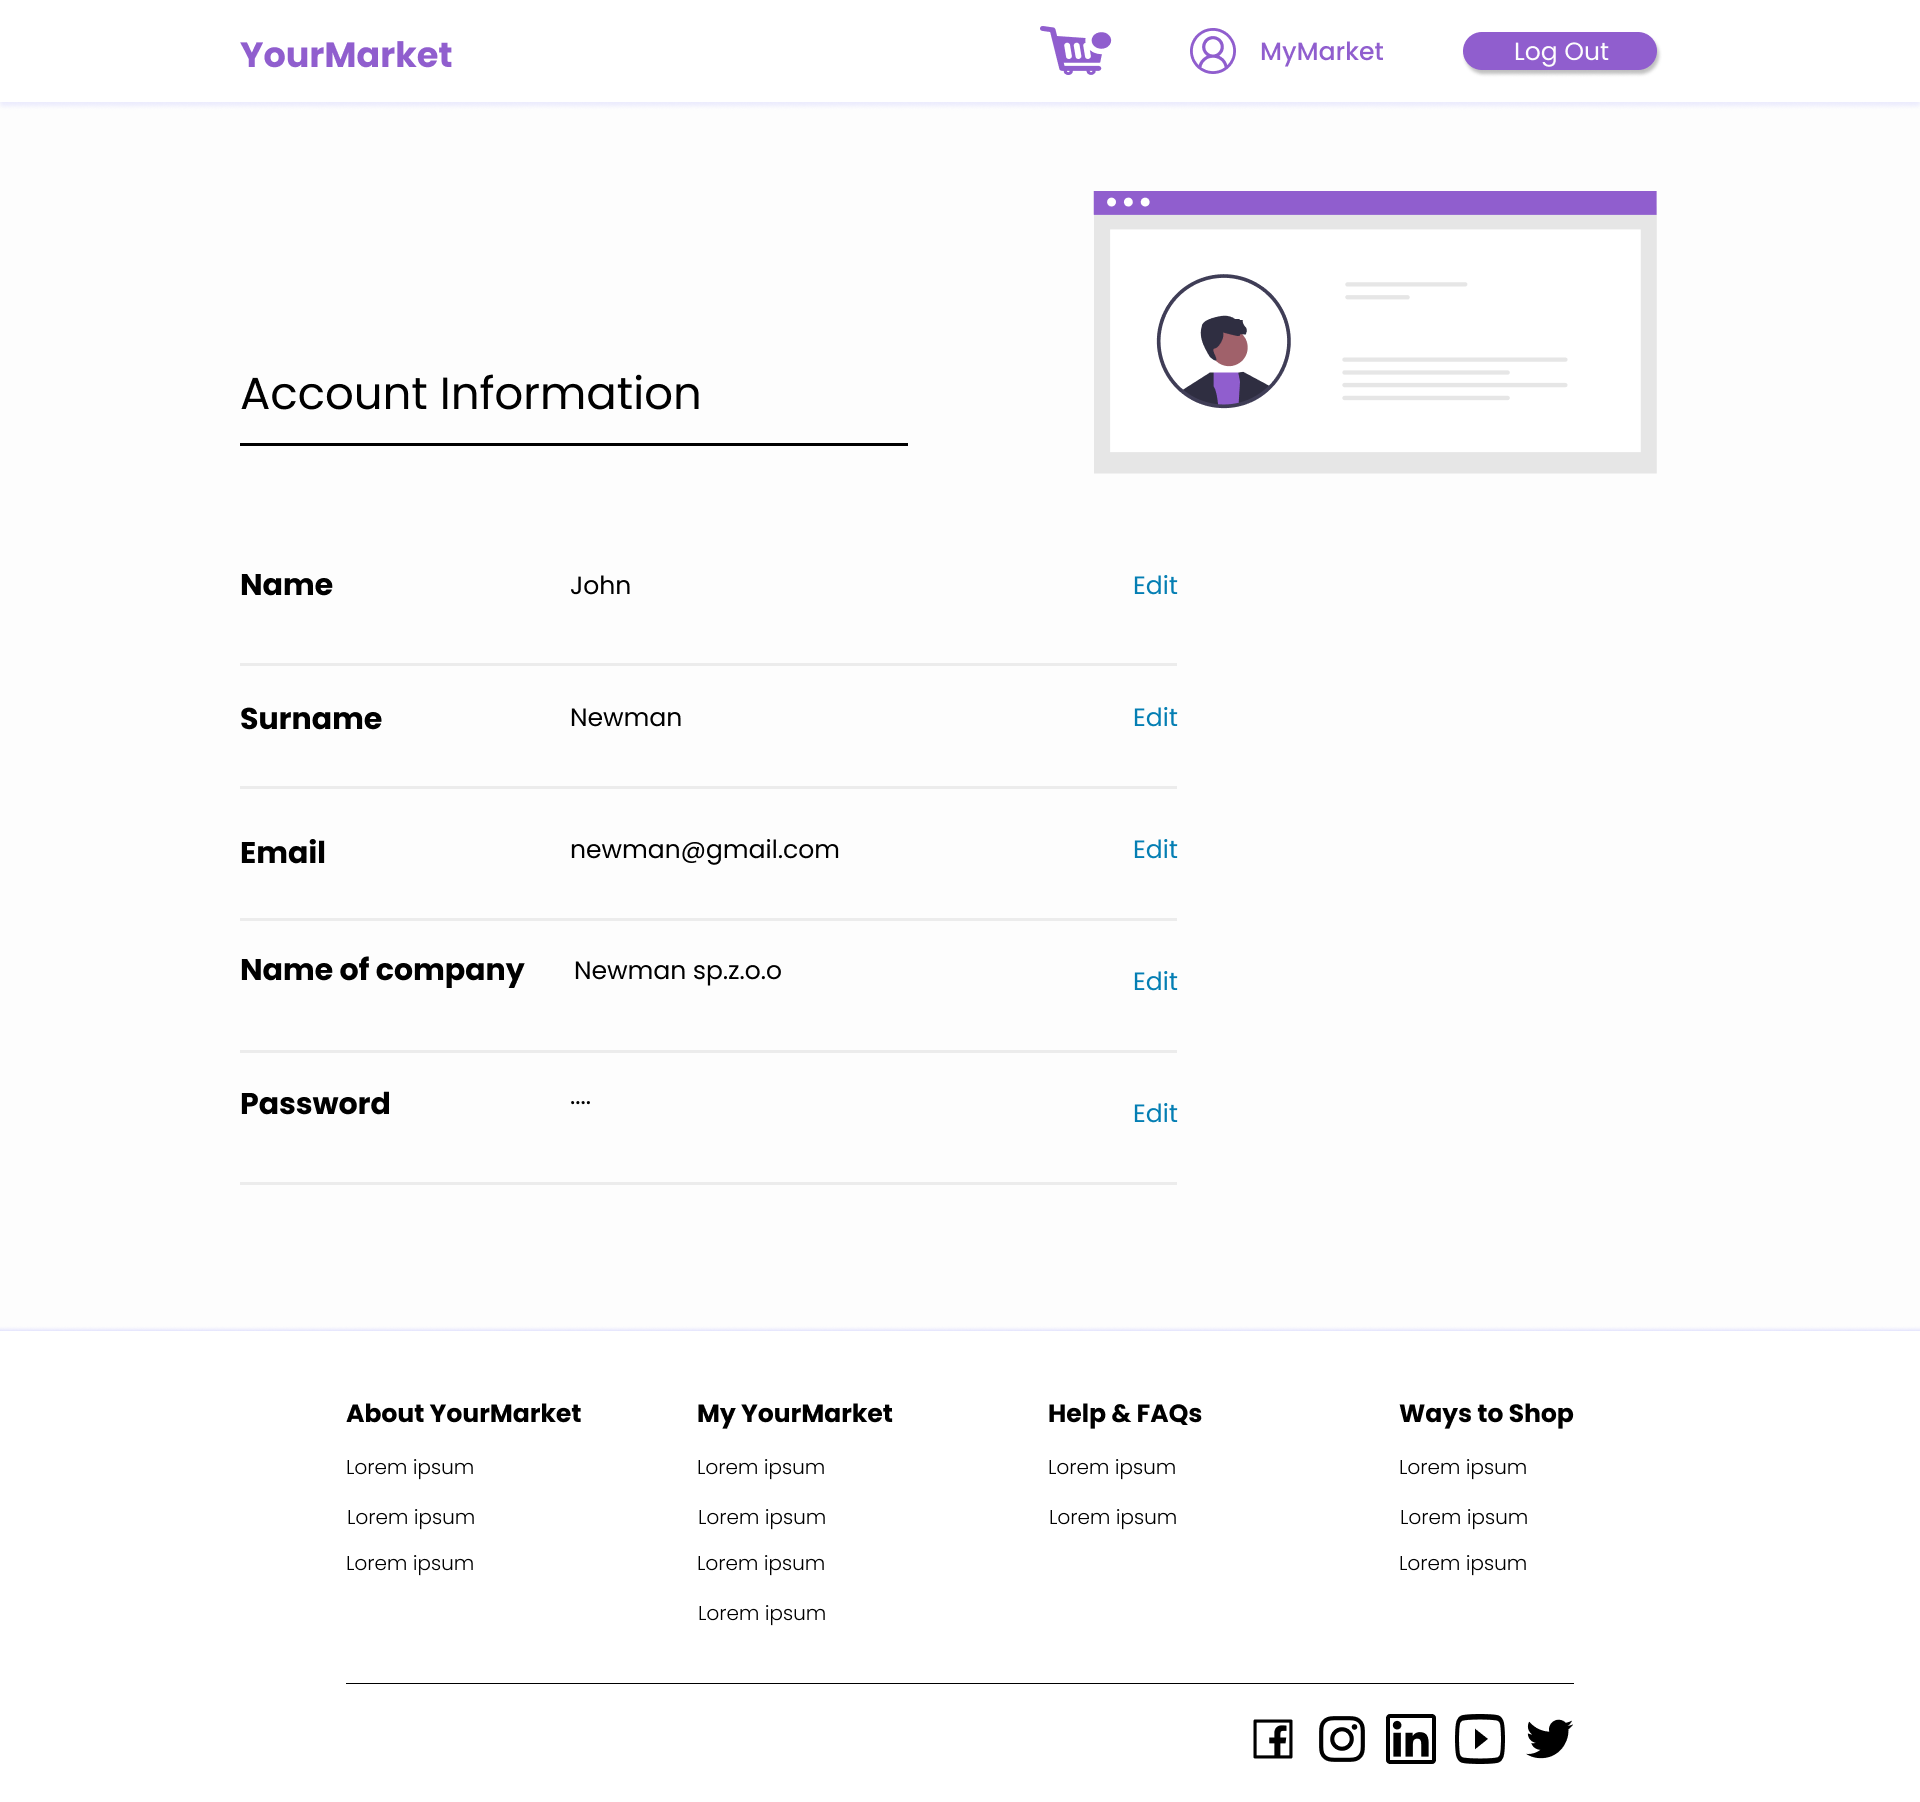 YourMarket
MyMarket
Log Out
Account Information
Name
John
Edit
Surname
Newman
Edit
Email
newman@gmail.com
Edit
Name of company
Newman sp.z.o.o
Edit
Password
....
Edit
About YourMarket
Lorem ipsum
Lorem ipsum
Lorem ipsum
My YourMarket
Lorem ipsum
Lorem ipsum
Lorem ipsum
Lorem ipsum
Help & FAQs
Lorem ipsum
Lorem ipsum
Ways to Shop
Lorem ipsum
Lorem ipsum
Lorem ipsum